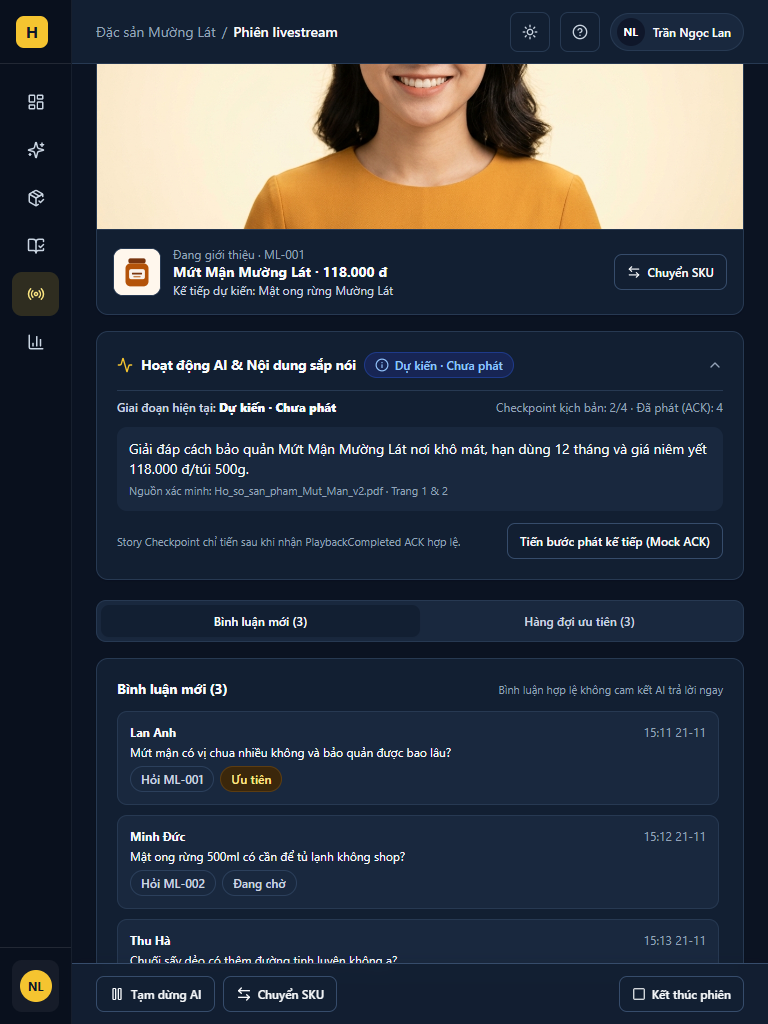 H
Đặc sản Mường Lát / Phiên livestream
NL Trần Ngọc Lan
Đang giới thiệu · ML-001
Mứt Mận Mường Lát · 118.000 đ
Kế tiếp dự kiến: Mật ong rừng Mường Lát
Chuyển SKU
Hoạt động AI & Nội dung sắp nói
Dự kiến · Chưa phát
Giai đoạn hiện tại: Dự kiến · Chưa phát
Checkpoint kịch bản: 2/4 · Đã phát (ACK): 4
Giải đáp cách bảo quản Mứt Mận Mường Lát nơi khô mát, hạn dùng 12 tháng và giá niêm yết
118.000 đ/túi 500g.
Nguồn xác minh: Ho_so_san_pham_Mut_Man_v2.pdf · Trang 1 & 2
Story Checkpoint chỉ tiến sau khi nhận PlaybackCompleted ACK hợp lệ.
Tiến bước phát kế tiếp (Mock ACK)
Bình luận mới (3)
Hàng đợi ưu tiên (3)
Bình luận mới (3)
Bình luận hợp lệ không cam kết AI trả lời ngay
Lan Anh
15:11 21-11
Mứt mận có vị chua nhiều không và bảo quản được bao lâu?
Hỏi ML-001
Ưu tiên
Minh Đức
15:12 21-11
Mật ong rừng 500ml có cần để tủ lạnh không shop?
Hỏi ML-002
Đang chờ
Thu Hà
15:13 21-11
Chuối sấy dẻo có thêm đường tinh luyện không ạ?
NL
Tạm dừng AI
Chuyển SKU
Kết thúc phiên